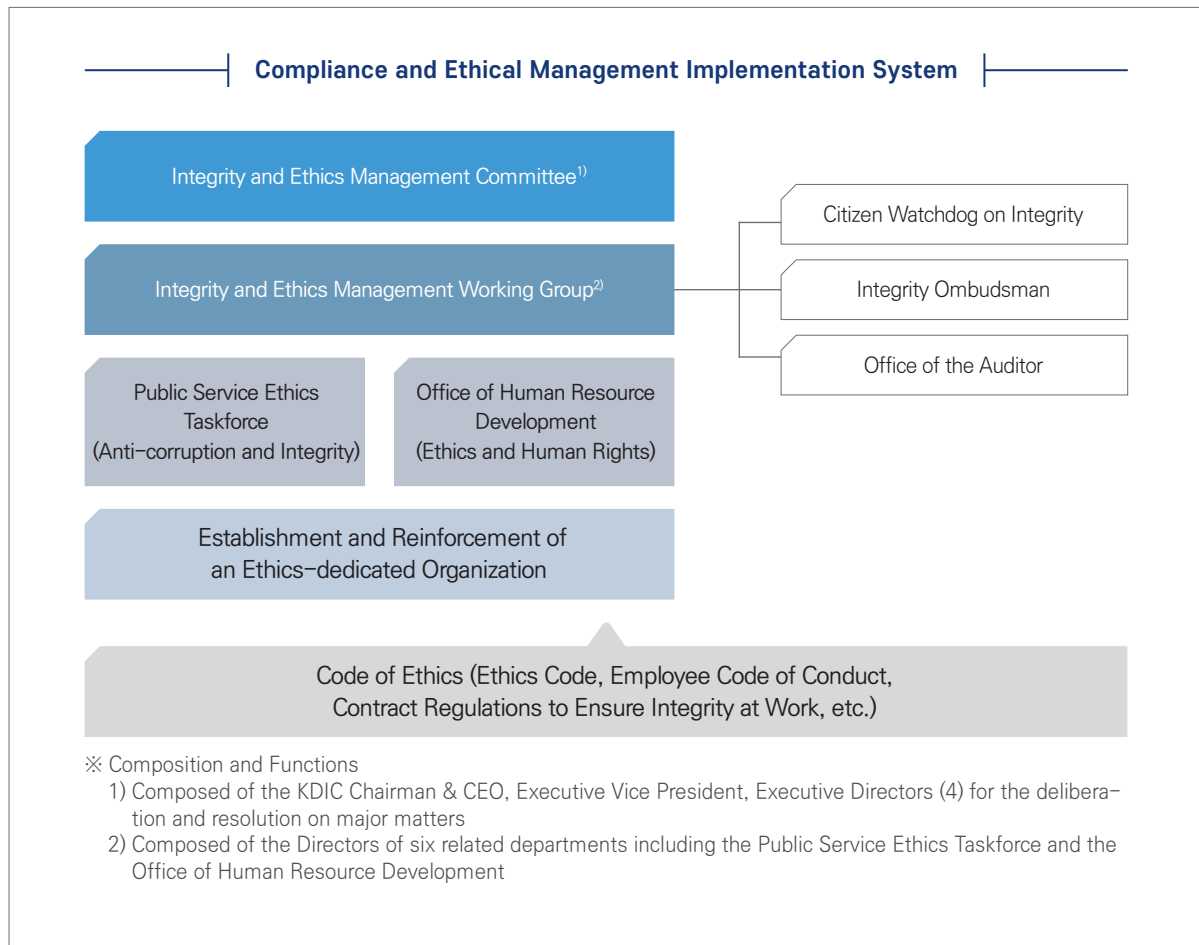 Compliance and Ethical Management Implementation System
Integrity and Ethics Management Committee1)
Integrity and Ethics Management Working Group2)
Citizen Watchdog on Integrity
Integrity Ombudsman
Office of the Auditor
Public Service Ethics
Taskforce
(Anti-corruption and Integrity)
Office of Human Resource
Development
(Ethics and Human Rights)
Establishment and Reinforcement of
an Ethics-dedicated Organization
Code of Ethics (Ethics Code, Employee Code of Conduct,
Contract Regulations to Ensure Integrity at Work, etc.)
※ Composition and Functions
1) Composed of the KDIC Chairman & CEO, Executive Vice President, Executive Directors (4) for the delibera-
tion and resolution on major matters
2) Composed of the Directors of six related departments including the Public Service Ethics Taskforce and the
Office of Human Resource Development